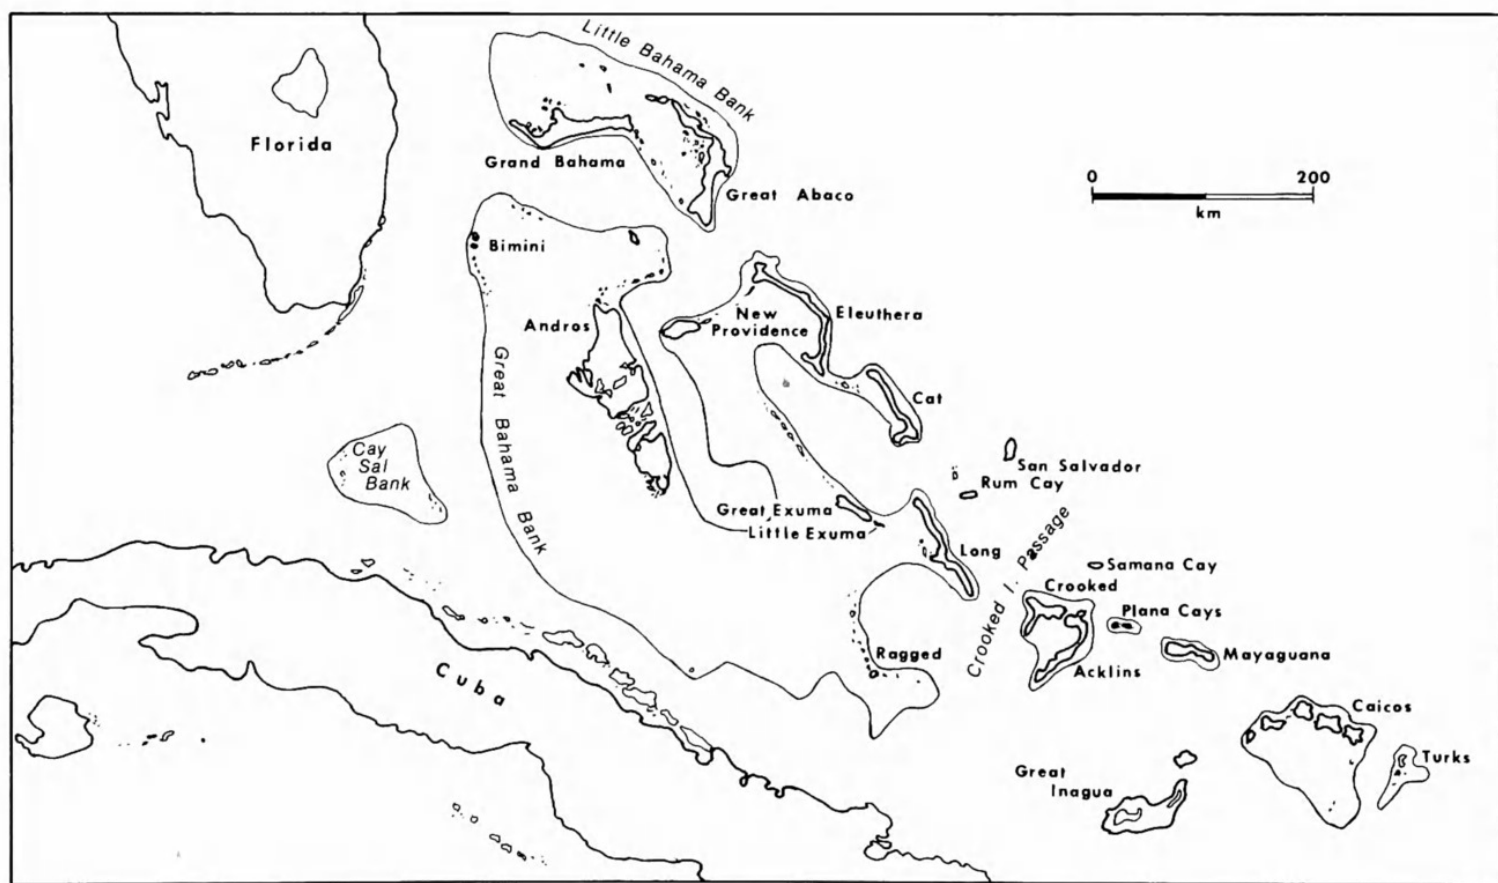 Little Bahama Bank
Florida
Grand Bahama
Great Abaco
0 200
km
Bimini
Andros
New
Providence
Eleuthera
Great Bahama Bank
Cat
Cay
Sal
Bank
San Salvador
Rum Cay
Great Exuma
Little Exuma
Long
Crooked I. Passage
Samana Cay
Crooked
Plana Cays
Ragged
Mayaguana
Acklins
Cuba
Caicos
Turks
Great
Inagua